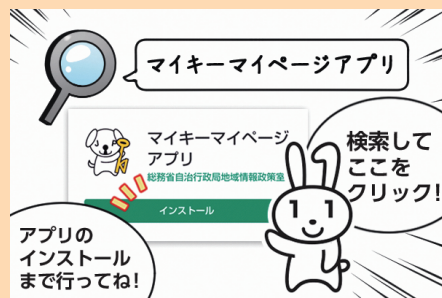 マイキーマイページアプリ
マイキーマイページ
アプリ
総務省自治行政局地域情報政策室
インストール
検索して
ここを
クリック!
アプリの
インストール
まで行ってね!